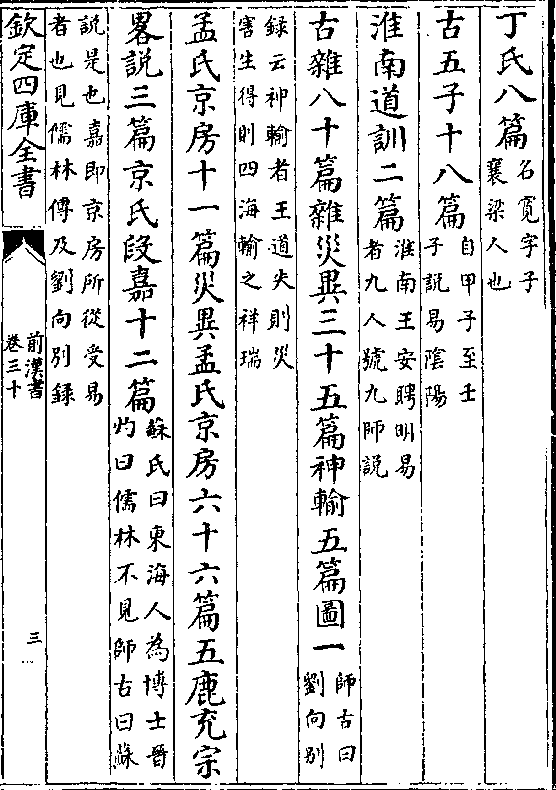 丁氏八篇名寛字子
襄梁人也
古五子十八篇自甲子至壬
子說易陰陽
淮南道訓二篇淮南王安聘明易
者九人號九師説
古雜八十篇雜災異三十五篇神輸五篇圖一師古曰
劉向别
録云神輸者王道失則災
害生得則四海輸之祥瑞
孟氏京房十一篇災異孟氏京房六十六篇五鹿充宗
畧説三篇京氏段嘉十二篇蘇氏曰東海人為博士晉
灼曰儒林不見師古曰蘇
説是也嘉即京房所從受易
者也見儒林傳及劉向别録
欽定四庫全書
前漢書
卷三十
三